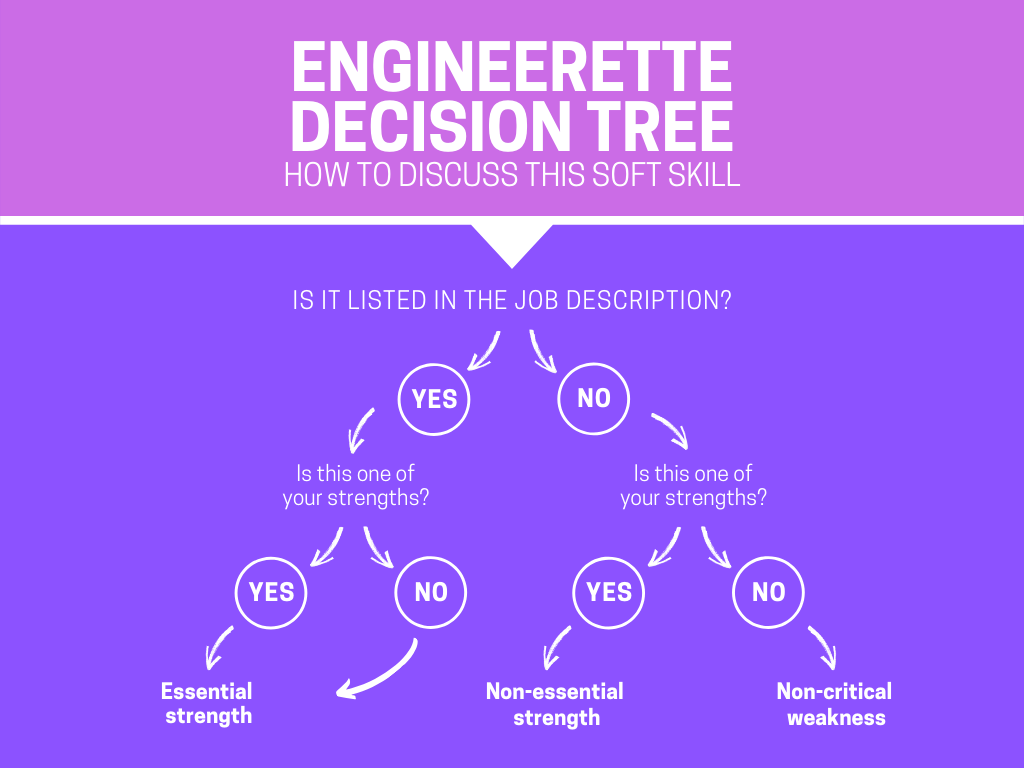 ENGINEERETTE
DECISION TREE
HOW TO DISCUSS THIS SOFT SKILL
IS IT LISTED IN THE JOB DESCRIPTION?
YES
NO
Is this one of
your strengths?
Is this one of
your strengths?
YES
NO
YES
NO
Essential
strength
Non-essential
strength
Non-critical
weakness